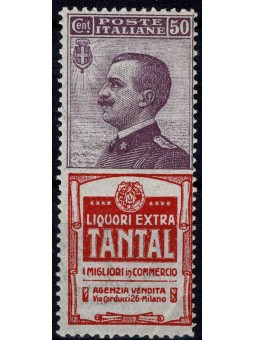 Cent. POSTE ITALIANE 50
LIQUORI EXTRA
TANTAL
I MIGLIORI in COMMERCIO
AGENZIA VENDITA
Via Carducci 26-Milano